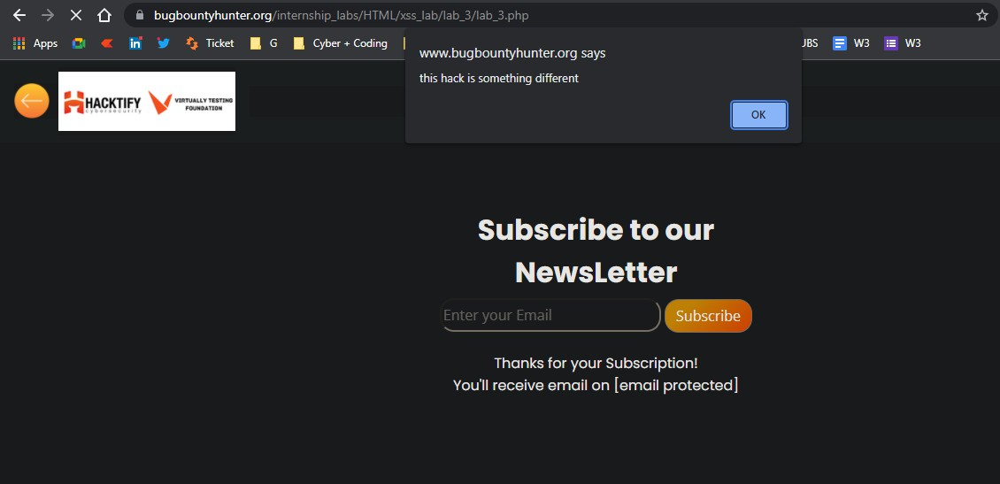 bugbountyhunter.org/internship_labs/HTML/xss_lab/lab_3/lab_3.php
Apps Ticket G Cyber + Coding JBS W3 W3
www.bugbountyhunter.org says
this hack is something different
OK
HACKTIFY
cybersecurity
VIRTUALLY TESTING
FOUNDATION
Subscribe to our
NewsLetter
Enter your Email
Subscribe
Thanks for your Subscription!
You'll receive email on [email protected]